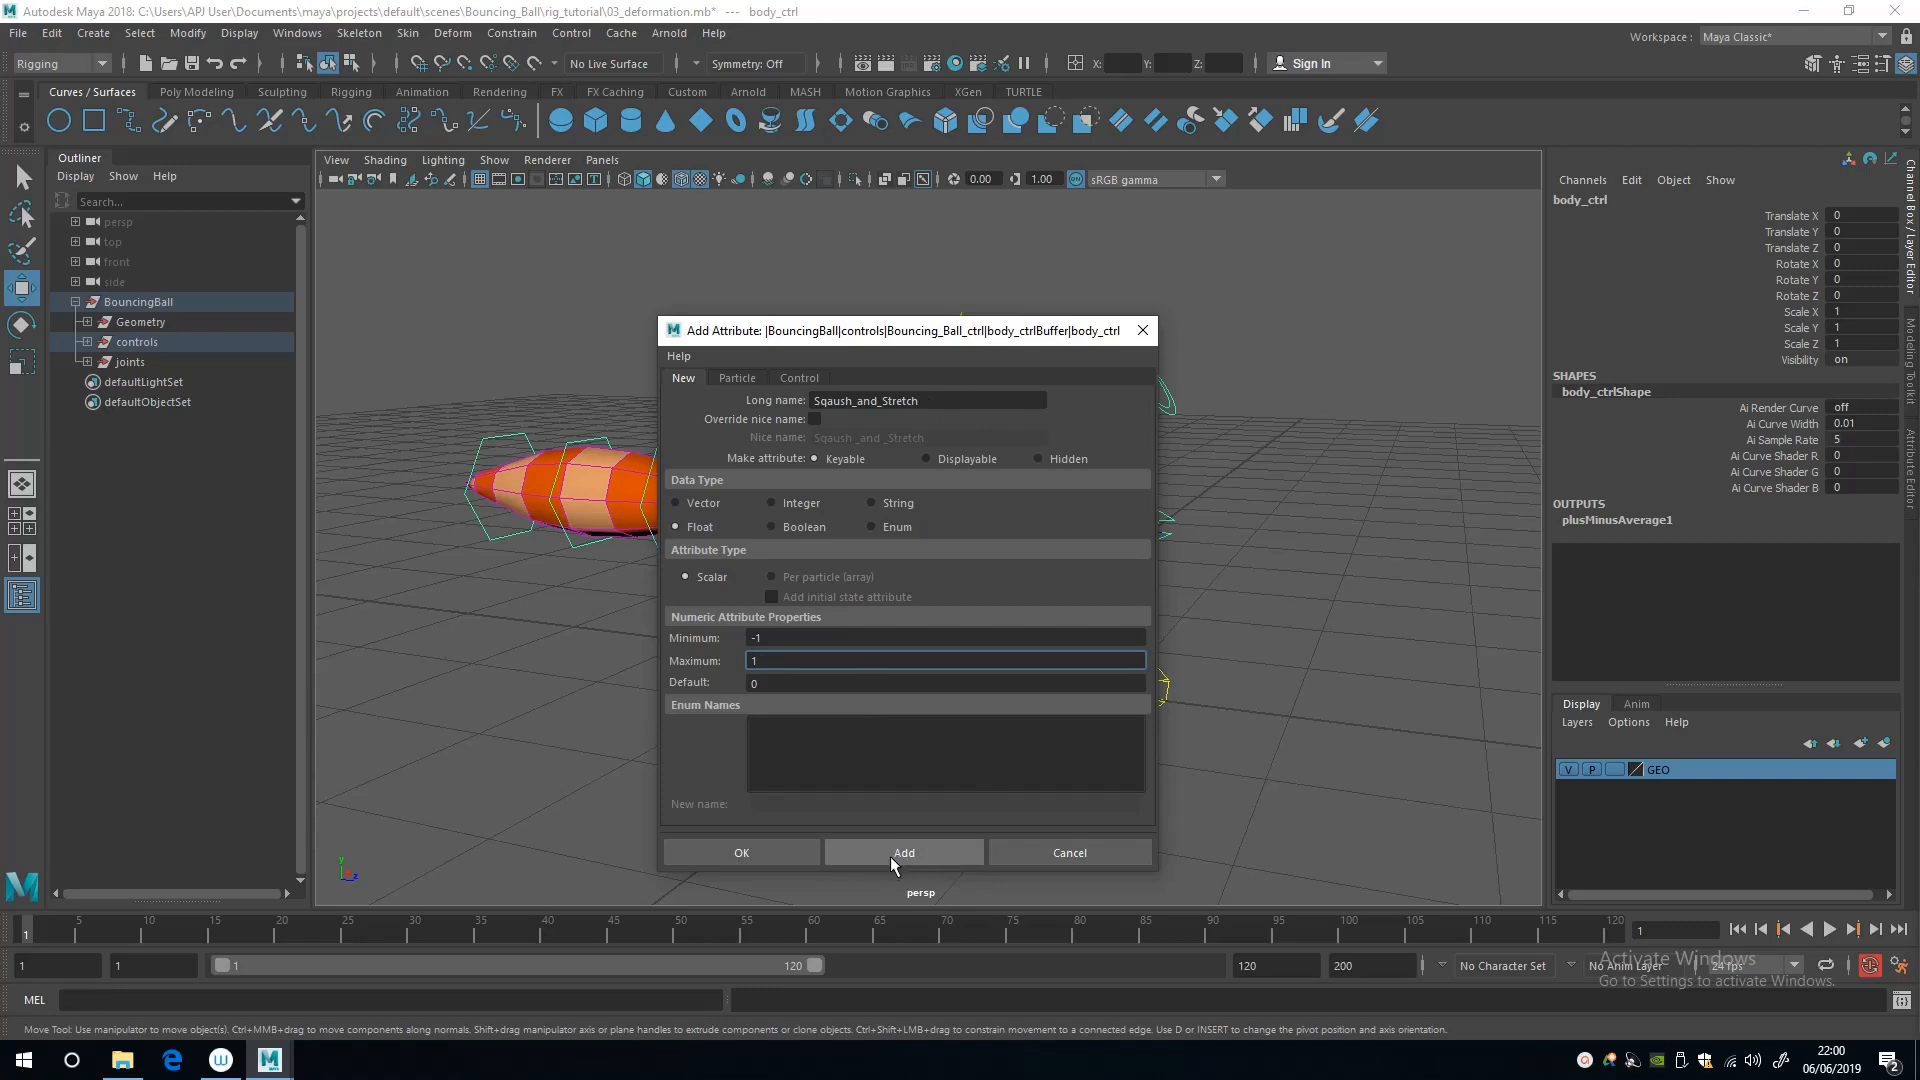 Autodesk Maya 2018: C:\Users\APJ User\Documents\maya\projects\default\scenes\Bouncing_Ball\rig_tutorial\03_deformation.mb* --- body_ctrl
File Edit Create Select Modify Display Windows Skeleton Skin Deform Constrain Control Cache Arnold Help
Workspace : Maya Classic*
Rigging No Live Surface Symmetry: Off X: Y: Z: Sign In
Curves / Surfaces Poly Modeling Sculpting Rigging Animation Rendering FX FX Caching Custom Arnold MASH Motion Graphics XGen TURTLE
Outliner
Display Show Help
Search...
persp
top
front
side
BouncingBall
Geometry
controls
joints
defaultLightSet
defaultObjectSet
View Shading Lighting Show Renderer Panels
0.00 1.00 sRGB gamma
persp
Add Attribute: |BouncingBall|controls|Bouncing_Ball_ctrl|body_ctrlBuffer|body_ctrl
Help
New Particle Control
Long name: Sqaush_and_Stretch
Override nice name:
Nice name: Sqaush _and _Stretch
Make attribute: Keyable Displayable Hidden
Data Type
Vector Integer String
Float Boolean Enum
Attribute Type
Scalar Per particle (array)
Add initial state attribute
Numeric Attribute Properties
Minimum: -1
Maximum: 1
Default: 0
Enum Names
New name:
OK Add Cancel
Channels Edit Object Show
body_ctrl
Translate X 0
Translate Y 0
Translate Z 0
Rotate X 0
Rotate Y 0
Rotate Z 0
Scale X 1
Scale Y 1
Scale Z 1
Visibility on
SHAPES
body_ctrlShape
Ai Render Curve off
Ai Curve Width 0.01
Ai Sample Rate 5
Ai Curve Shader R 0
Ai Curve Shader G 0
Ai Curve Shader B 0
OUTPUTS
plusMinusAverage1
Display Anim
Layers Options Help
V P GEO
Channel Box / Layer Editor
Modeling Toolkit
Attribute Editor
y
z
5 10 15 20 25 30 35 40 45 50 55 60 65 70 75 80 85 90 95 100 105 110 115 120
1 1
1 1 1 120 120 200 No Character Set No Anim Layer 24 fps
Activate Windows
Go to Settings to activate Windows.
MEL
Move Tool: Use manipulator to move object(s). Ctrl+MMB+drag to move components along normals. Shift+drag manipulator axis or plane handles to extrude components or clone objects. Ctrl+Shift+LMB+drag to constrain movement to a connected edge. Use D or INSERT to change the pivot position and axis orientation.
22:00
06/06/2019
2